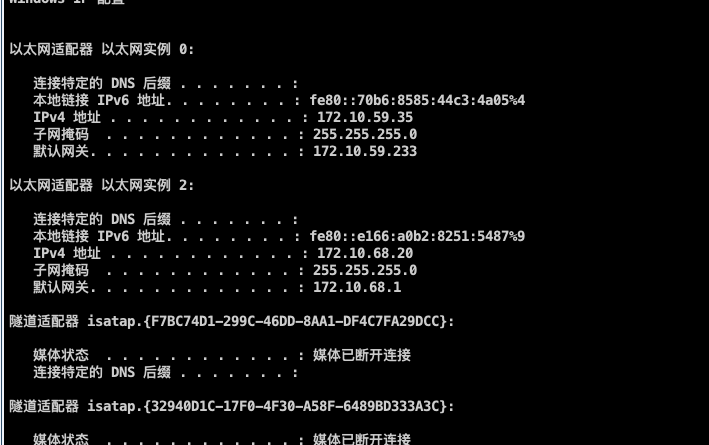 Windows IP 配置
以太网适配器 以太网实例 0:
连接特定的 DNS 后缀 . . . . . . . :
本地链接 IPv6 地址. . . . . . . . : fe80::70b6:8585:44c3:4a05%4
IPv4 地址 . . . . . . . . . . . . : 172.10.59.35
子网掩码  . . . . . . . . . . . . : 255.255.255.0
默认网关. . . . . . . . . . . . . : 172.10.59.233
以太网适配器 以太网实例 2:
连接特定的 DNS 后缀 . . . . . . . :
本地链接 IPv6 地址. . . . . . . . : fe80::e166:a0b2:8251:5487%9
IPv4 地址 . . . . . . . . . . . . : 172.10.68.20
子网掩码  . . . . . . . . . . . . : 255.255.255.0
默认网关. . . . . . . . . . . . . : 172.10.68.1
隧道适配器 isatap.{F7BC74D1-299C-46DD-8AA1-DF4C7FA29DCC}:
媒体状态  . . . . . . . . . . . . : 媒体已断开连接
连接特定的 DNS 后缀 . . . . . . . :
隧道适配器 isatap.{32940D1C-17F0-4F30-A58F-6489BD333A3C}:
媒体状态  . . . . . . . . . . . . : 媒体已断开连接